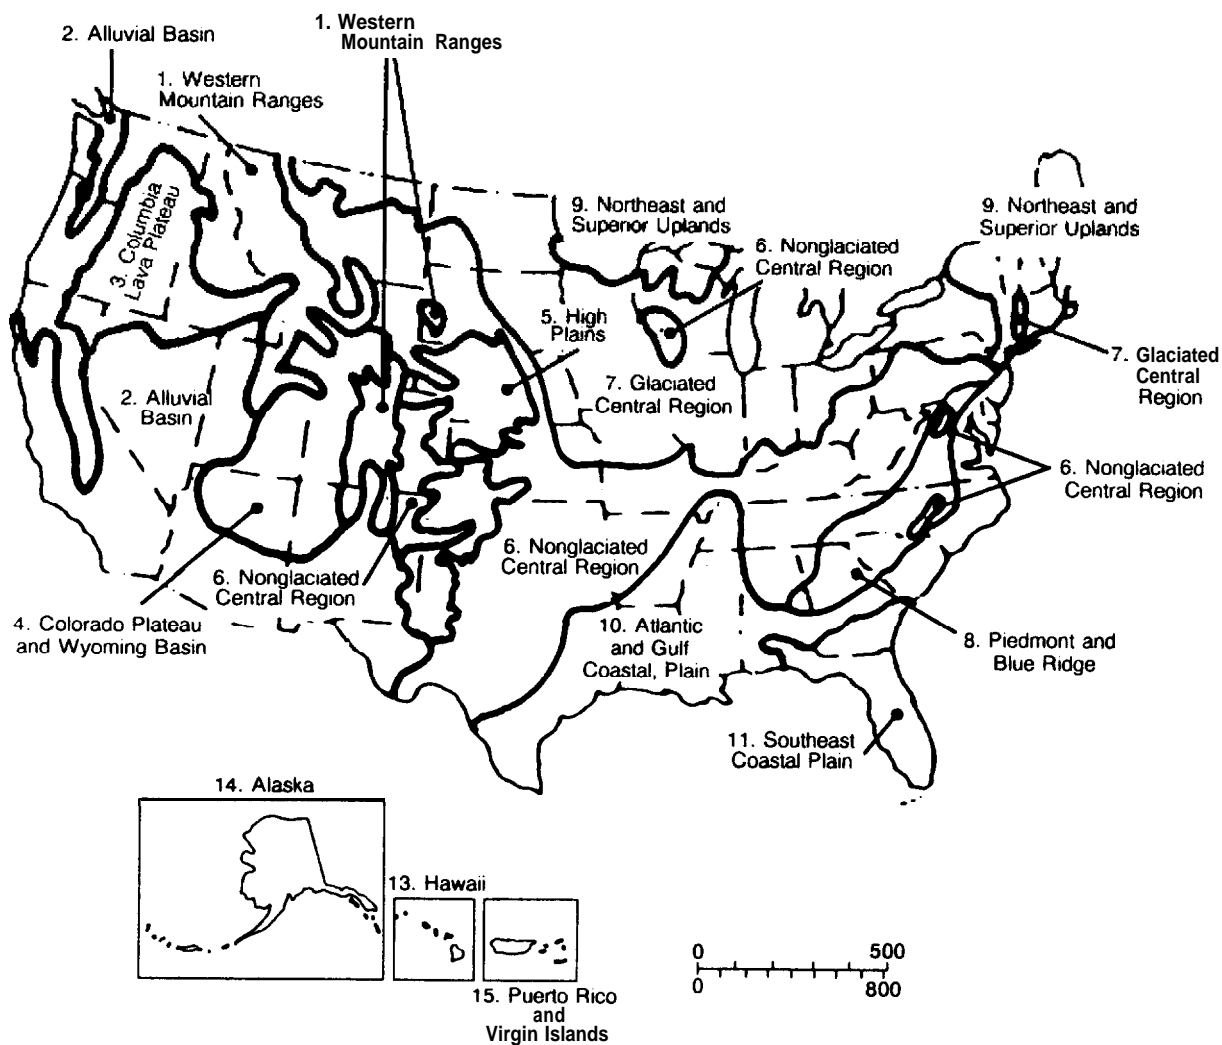 1. Western
Mountain Ranges
2. Alluvial Basin
1. Western
Mountain Ranges
3. Columbia
Lava Plateau
9. Northeast and
Superior Uplands
9. Northeast and
Superior Uplands
6. Nonglaciated
Central Region
5. High
Plains
7. Glaciated
Central
Region
2. Alluvial
Basin
7. Glaciated
Central Region
6. Nonglaciated
Central Region
6. Nonglaciated
Central Region
6. Nonglaciated
Central Region
4. Colorado Plateau
and Wyoming Basin
10. Atlantic
and Gulf
Coastal, Plain
8. Piedmont and
Blue Ridge
11. Southeast
Coastal Plain
14. Alaska
13. Hawaii
15. Puerto Rico
and
Virgin Islands
0 500
0 800